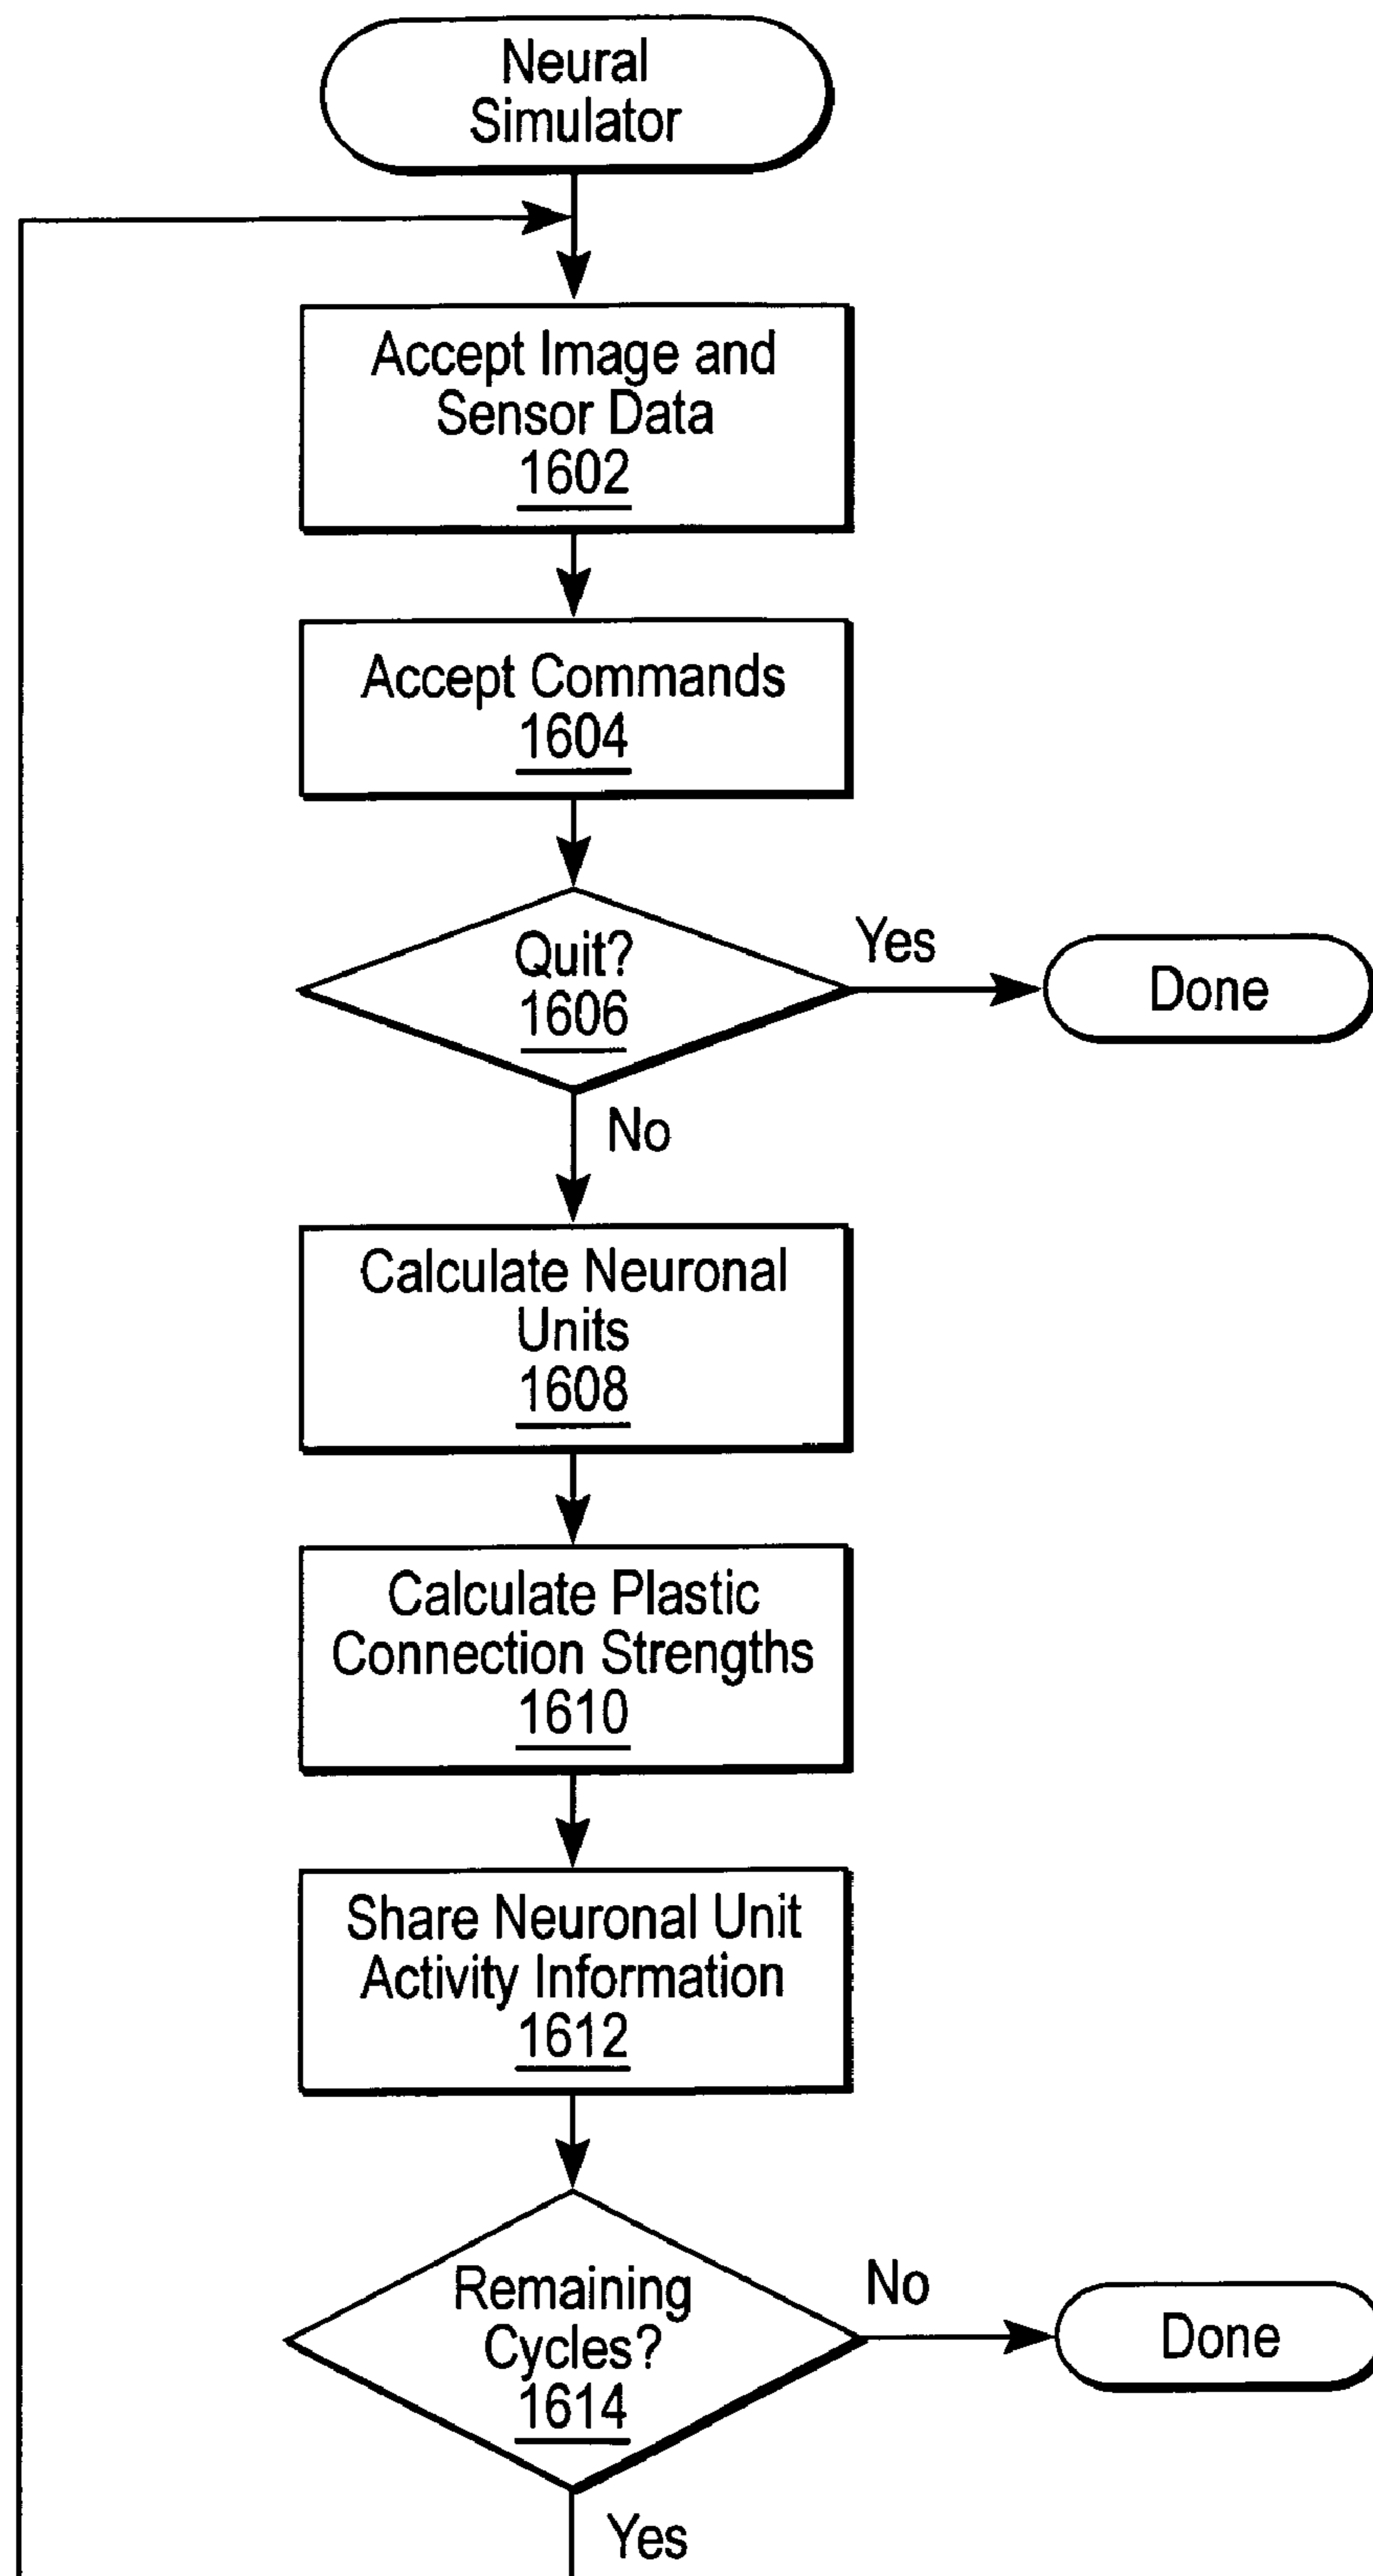 Neural
Simulator
Accept Image and
Sensor Data
1602
Accept Commands
1604
Quit?
1606
Yes
Done
No
Calculate Neuronal
Units
1608
Calculate Plastic
Connection Strengths
1610
Share Neuronal Unit
Activity Information
1612
Remaining
Cycles?
1614
No
Done
Yes